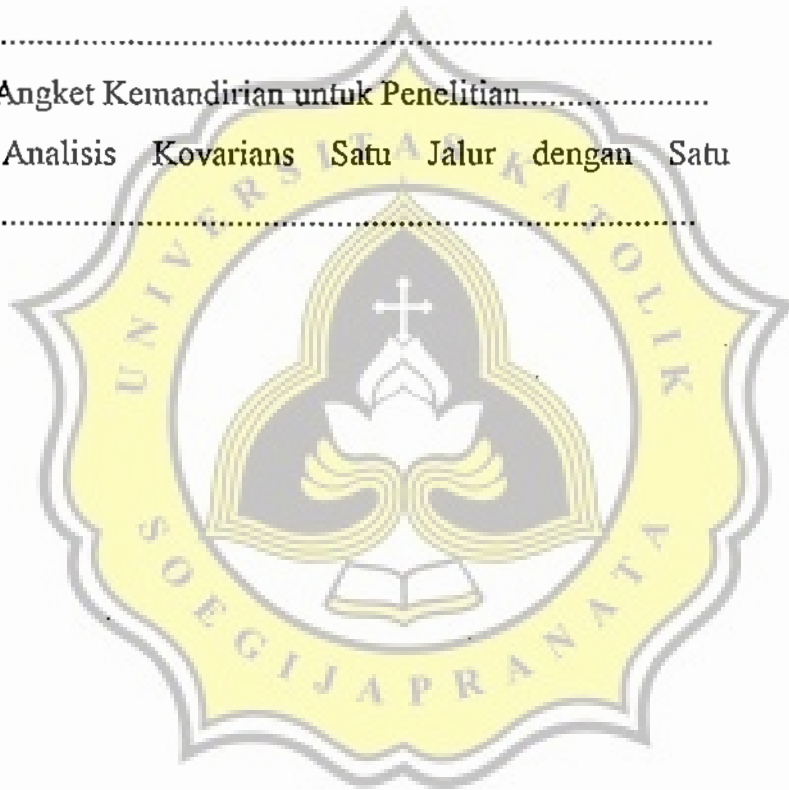 ................................................................
Angket Kemandirian untuk Penelitian....................
Analisis Kovarians Satu Jalur dengan Satu
................................................................
UNIVERSITAS KATOLIK
SOEGIJAPRANATA